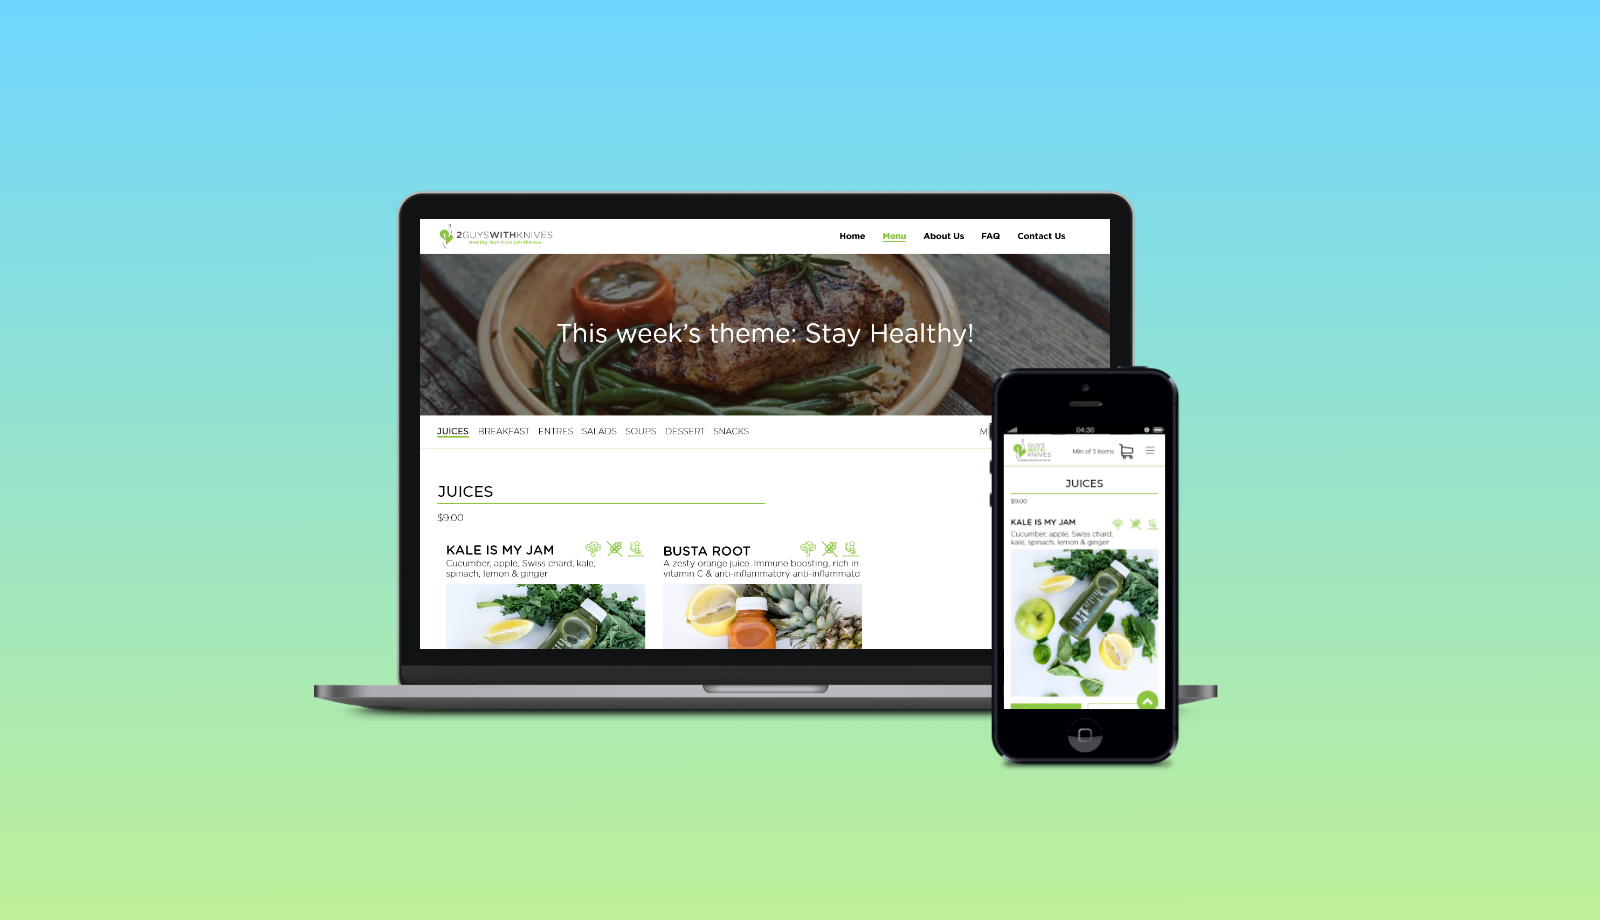 2GUYSWITHKNIVES
Healthy Nutrition On-The-Go
Home Menu About Us FAQ Contact Us
This week's theme: Stay Healthy!
JUICES BREAKFAST ENTRES SALADS SOUPS DESSERT SNACKS M
JUICES
$9.00
KALE IS MY JAM
Cucumber, apple, Swiss chard, kale,
spinach, lemon & ginger
BUSTA ROOT
A zesty orange juice. Immune boosting, rich in
vitamin C & anti-inflammatory anti-inflammato
04:30
GUYS
WITH
KNIVES
Min of 3 items
JUICES
$9.00
KALE IS MY JAM
Cucumber, apple, Swiss chard,
kale, spinach, lemon & ginger